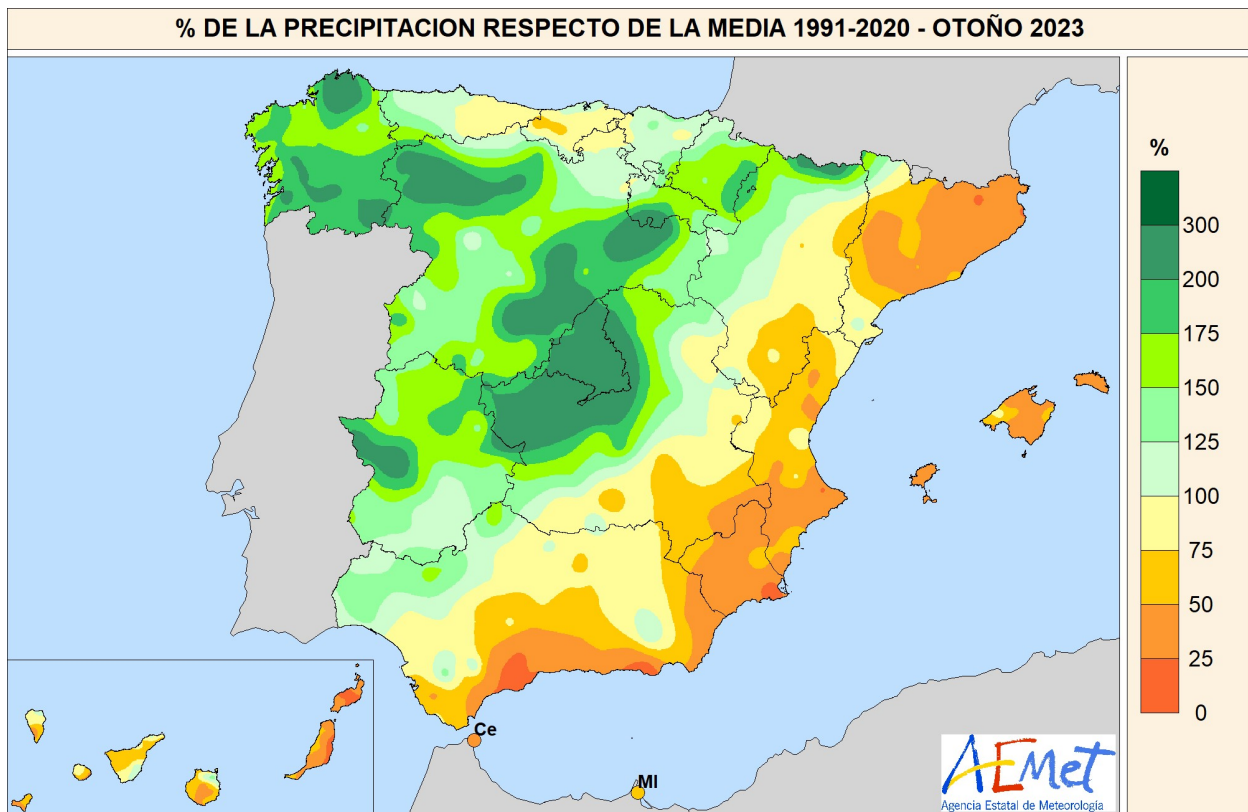 % DE LA PRECIPITACION RESPECTO DE LA MEDIA 1991-2020 - OTOÑO 2023
%
300
200
175
150
125
100
75
50
25
0
Ce
Ml
AEMet
Agencia Estatal de Meteorología